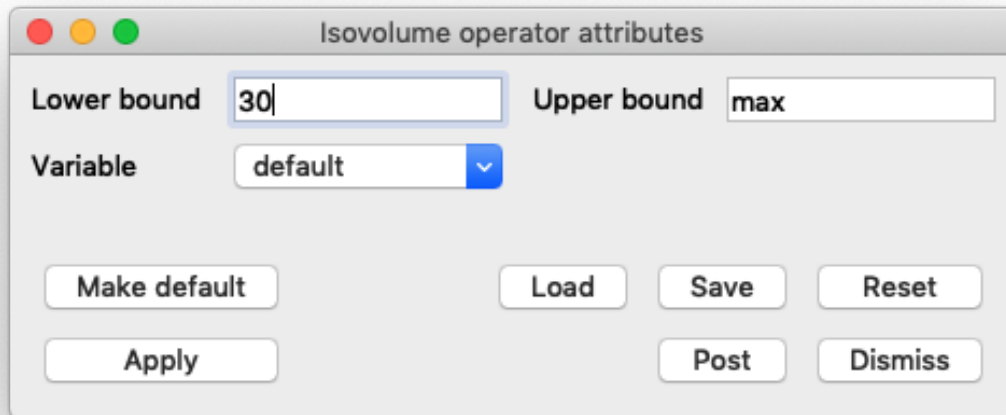 Isovolume operator attributes
Lower bound 30 Upper bound max
Variable default
Make default Load Save Reset
Apply Post Dismiss